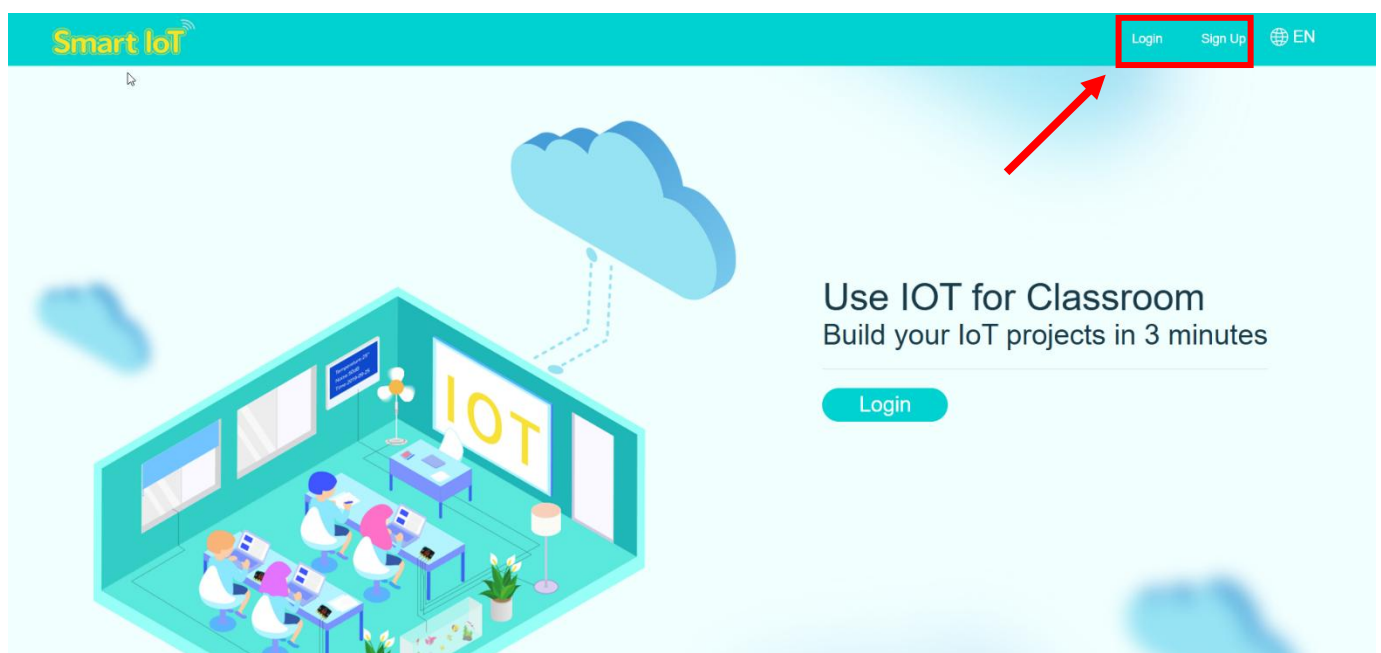 Smart IoT
Login Sign Up EN
Use IOT for Classroom
Build your IoT projects in 3 minutes
Login
IOT